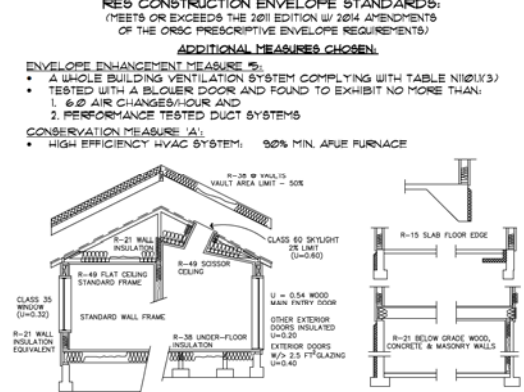 RES CONSTRUCTION ENVELOPE STANDARDS:
(MEETS OR EXCEEDS THE 2011 EDITION W/ 2014 AMENDMENTS
OF THE ORSC PRESCRIPTIVE ENVELOPE REQUIREMENTS)
ADDITIONAL MEASURES CHOSEN:
ENVELOPE ENHANCEMENT MEASURE '5:
• A WHOLE BUILDING VENTILATION SYSTEM COMPLYING WITH TABLE N1101.1(3)
• TESTED WITH A BLOWER DOOR AND FOUND TO EXHIBIT NO MORE THAN:
1. 6.0 AIR CHANGES/HOUR AND
2. PERFORMANCE TESTED DUCT SYSTEMS
CONSERVATION MEASURE 'A':
• HIGH EFFICIENCY HVAC SYSTEM: 90% MIN. AFUE FURNACE
R-38 @ VAULTS
VAULT AREA LIMIT - 50%
R-21 WALL
INSULATION
CLASS 60 SKYLIGHT
2% LIMIT
(U=0.60)
R-49 FLAT CEILING
STANDARD FRAME
R-49 SCISSOR
CEILING
CLASS 35
WINDOW
(U=0.32)
STANDARD WALL FRAME
R-21 WALL
INSULATION
EQUIVALENT
R-38 UNDER-FLOOR
INSULATION
U = 0.54 WOOD
MAIN ENTRY DOOR
OTHER EXTERIOR
DOORS INSULATED
U=0.20
EXTERIOR DOORS
W/> 2.5 FT² GLAZING
U=0.40
R-15 SLAB FLOOR EDGE
R-21 BELOW GRADE WOOD,
CONCRETE & MASONRY WALLS